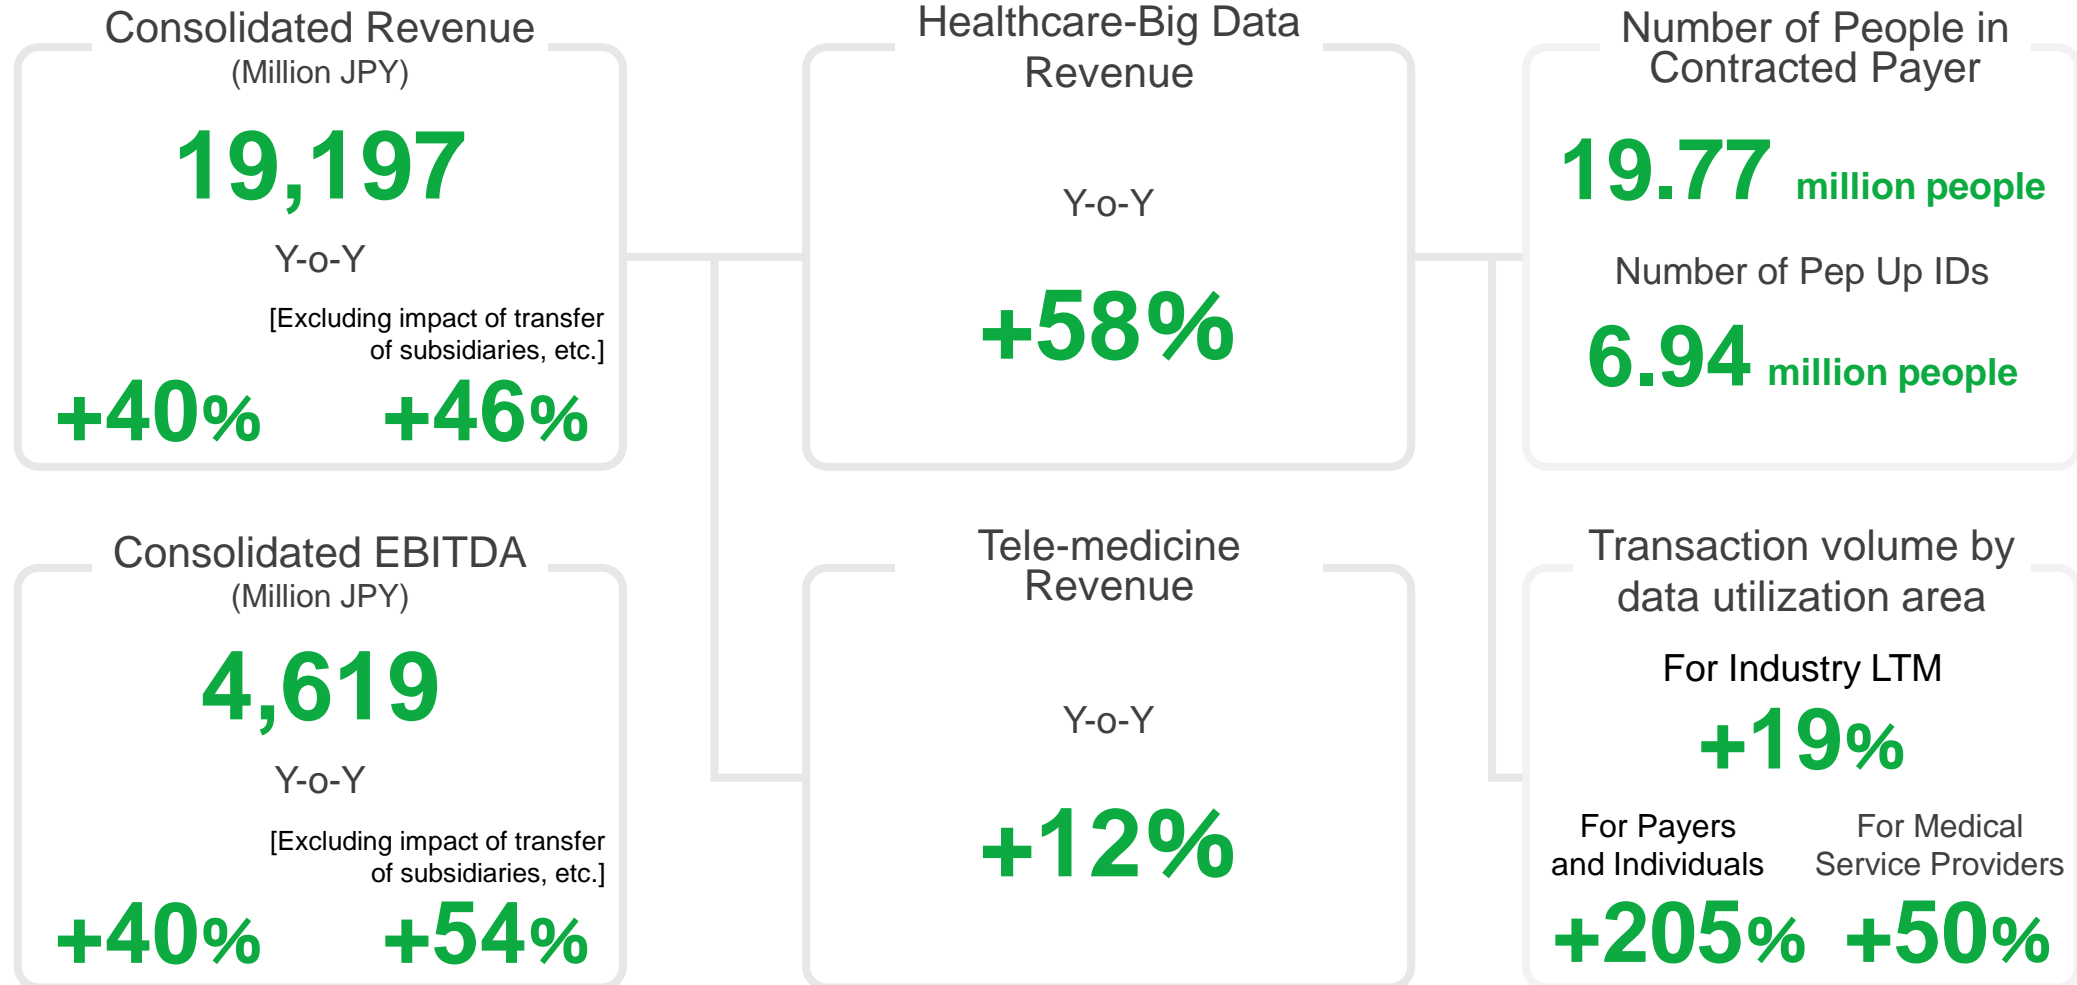 Consolidated Revenue
(Million JPY)
19,197
Y-o-Y
[Excluding impact of transfer
of subsidiaries, etc.]
+40% +46%
Healthcare-Big Data
Revenue
Y-o-Y
+58%
Number of People in
Contracted Payer
19.77 million people
Number of Pep Up IDs
6.94 million people
Consolidated EBITDA
(Million JPY)
4,619
Y-o-Y
[Excluding impact of transfer
of subsidiaries, etc.]
+40% +54%
Tele-medicine
Revenue
Y-o-Y
+12%
Transaction volume by
data utilization area
For Industry LTM
+19%
For Payers
and Individuals
+205%
For Medical
Service Providers
+50%